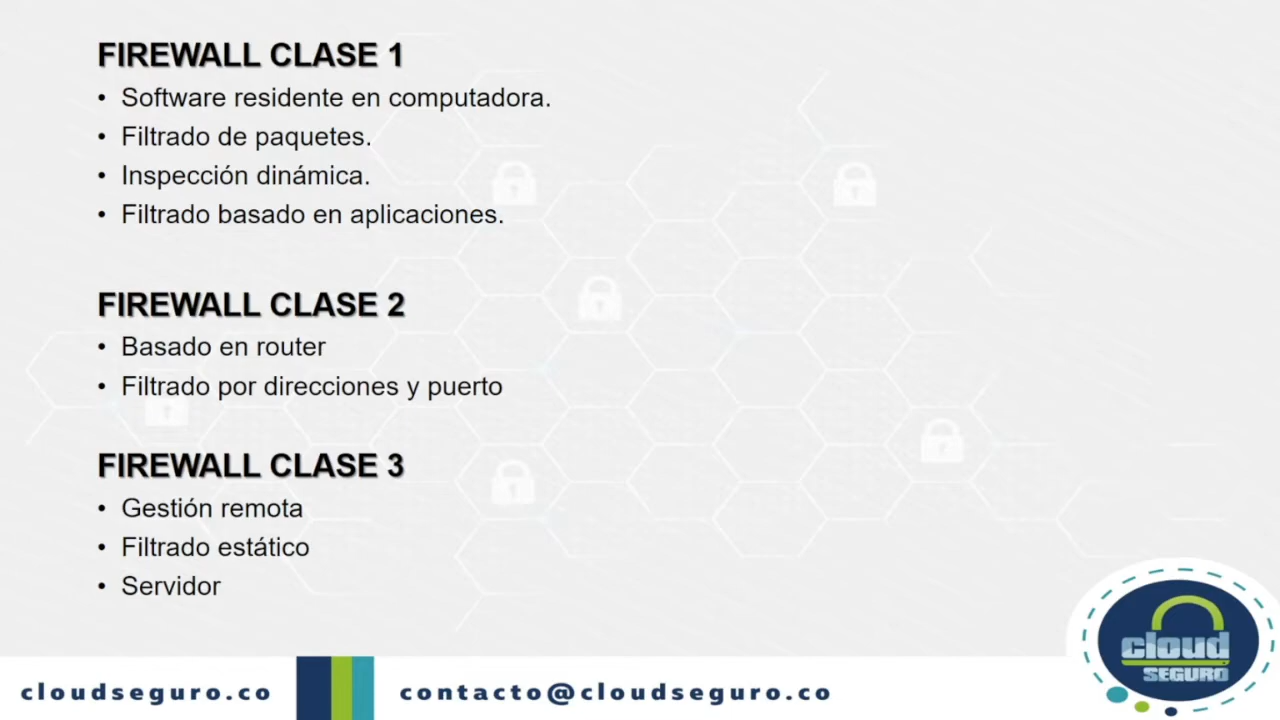 FIREWALL CLASE 1
• Software residente en computadora.
• Filtrado de paquetes.
• Inspección dinámica.
• Filtrado basado en aplicaciones.
FIREWALL CLASE 2
• Basado en router
• Filtrado por direcciones y puerto
FIREWALL CLASE 3
• Gestión remota
• Filtrado estático
• Servidor
cloud
SEGURO
cloudseguro.co
contacto@cloudseguro.co